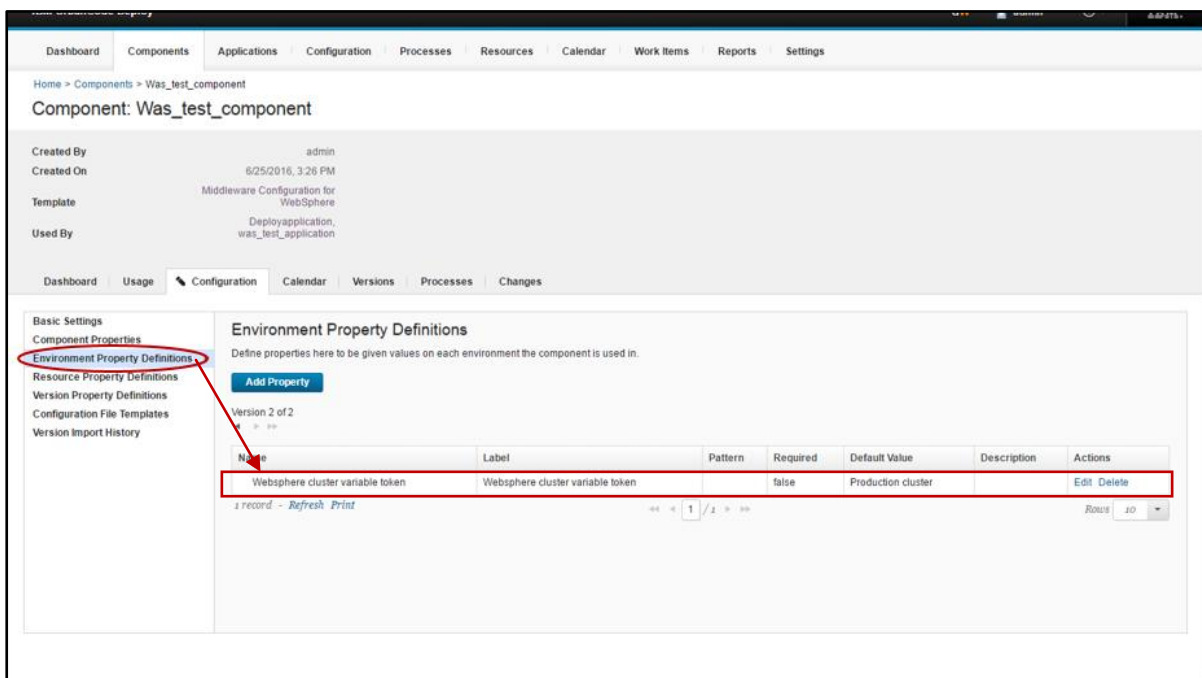 admin
Dashboard Components Applications Configuration Processes Resources Calendar Work Items Reports Settings
Home > Components > Was_test_component
Component: Was_test_component
Created By admin
Created On 6/25/2016, 3:26 PM
Template Middleware Configuration for WebSphere
Used By Deployapplication, was_test_application
Dashboard Usage Configuration Calendar Versions Processes Changes
Basic Settings
Component Properties
Environment Property Definitions
Resource Property Definitions
Version Property Definitions
Configuration File Templates
Version Import History
Environment Property Definitions
Define properties here to be given values on each environment the component is used in.
Add Property
Version 2 of 2
Name Label Pattern Required Default Value Description Actions
Websphere cluster variable token Websphere cluster variable token false Production cluster Edit Delete
1 record - Refresh Print 1 / 1 Rows 10